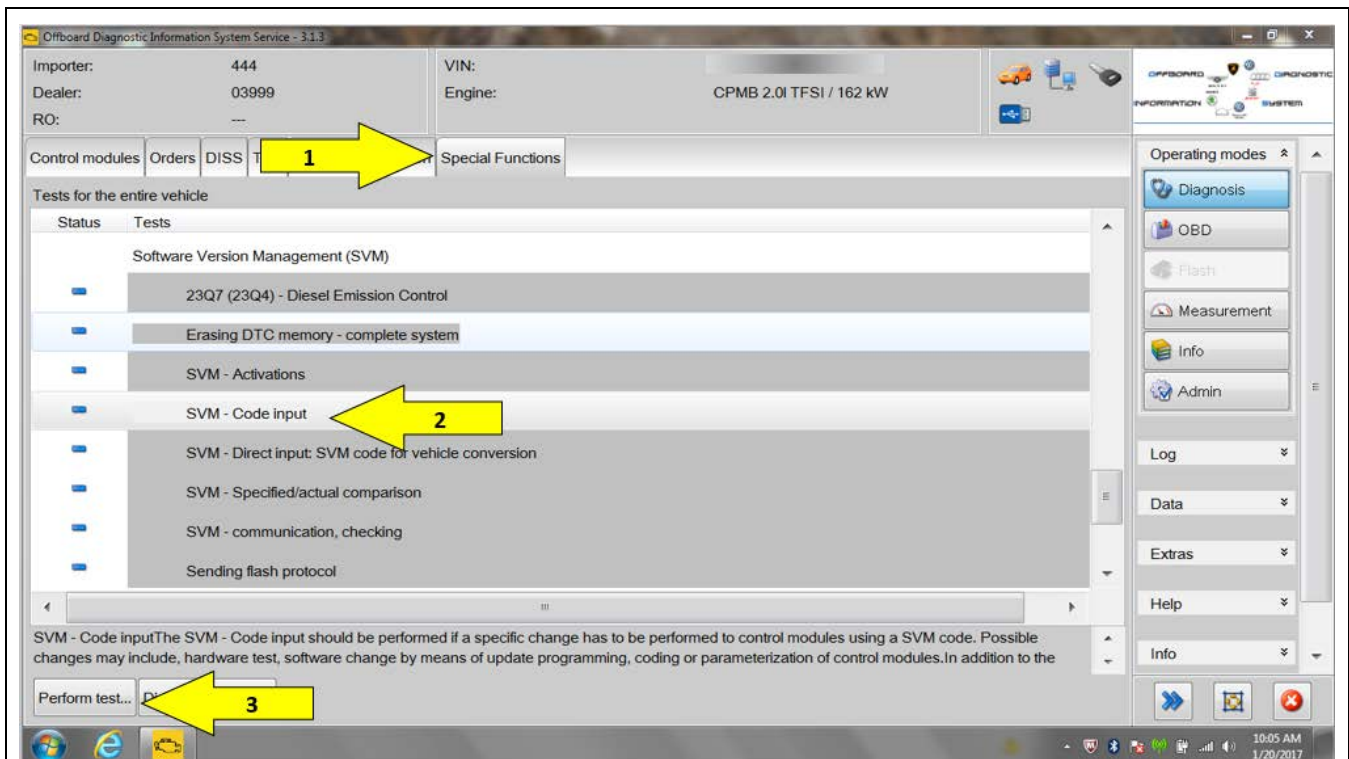 Offboard Diagnostic Information System Service - 3.1.3
Importer: 444 VIN:
Dealer: 03999 Engine: CPMB 2.0l TFSI / 162 kW
RO: ---
OFFBOARD DIAGNOSTIC
INFORMATION SYSTEM
Control modules Orders DISS 1 Special Functions
Tests for the entire vehicle
Status Tests
Software Version Management (SVM)
23Q7 (23Q4) - Diesel Emission Control
Erasing DTC memory - complete system
SVM - Activations
SVM - Code input 2
SVM - Direct input: SVM code for vehicle conversion
SVM - Specified/actual comparison
SVM - communication, checking
Sending flash protocol
SVM - Code inputThe SVM - Code input should be performed if a specific change has to be performed to control modules using a SVM code. Possible
changes may include, hardware test, software change by means of update programming, coding or parameterization of control modules.In addition to the
Perform test... 3
Operating modes
Diagnosis
OBD
Flash
Measurement
Info
Admin
Log
Data
Extras
Help
Info
10:05 AM
1/20/2017